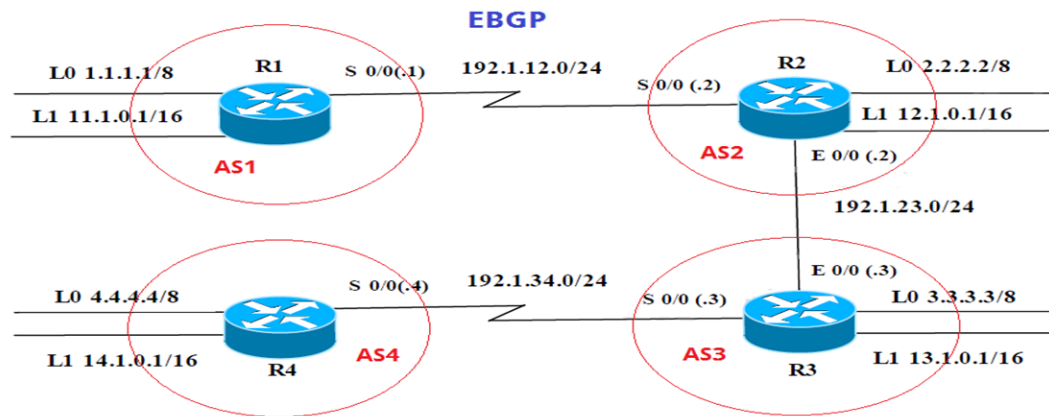 EBGP
L0 1.1.1.1/8
R1
S 0/0(.1)
192.1.12.0/24
R2
L0 2.2.2.2/8
S 0/0 (.2)
L1 11.1.0.1/16
L1 12.1.0.1/16
AS1
AS2
E 0/0 (.2)
192.1.23.0/24
E 0/0 (.3)
L0 4.4.4.4/8
S 0/0(.4)
192.1.34.0/24
S 0/0 (.3)
L0 3.3.3.3/8
L1 14.1.0.1/16
R4
AS4
AS3
R3
L1 13.1.0.1/16